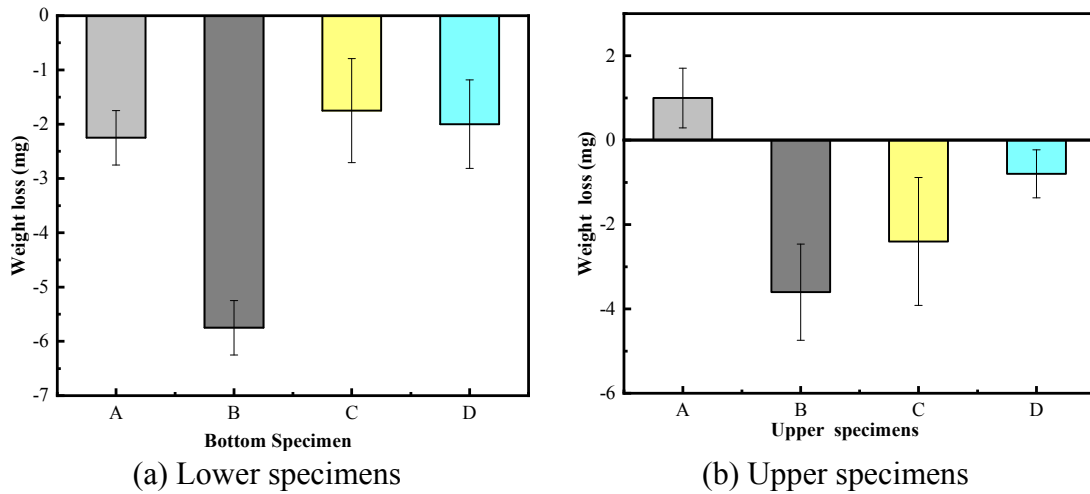 0
-1
-2
-3
-4
-5
-6
-7
Weight loss (mg)
A B C D
Bottom Specimen
(a) Lower specimens
2
0
-2
-4
-6
Weight loss (mg)
A B C D
Upper specimens
(b) Upper specimens